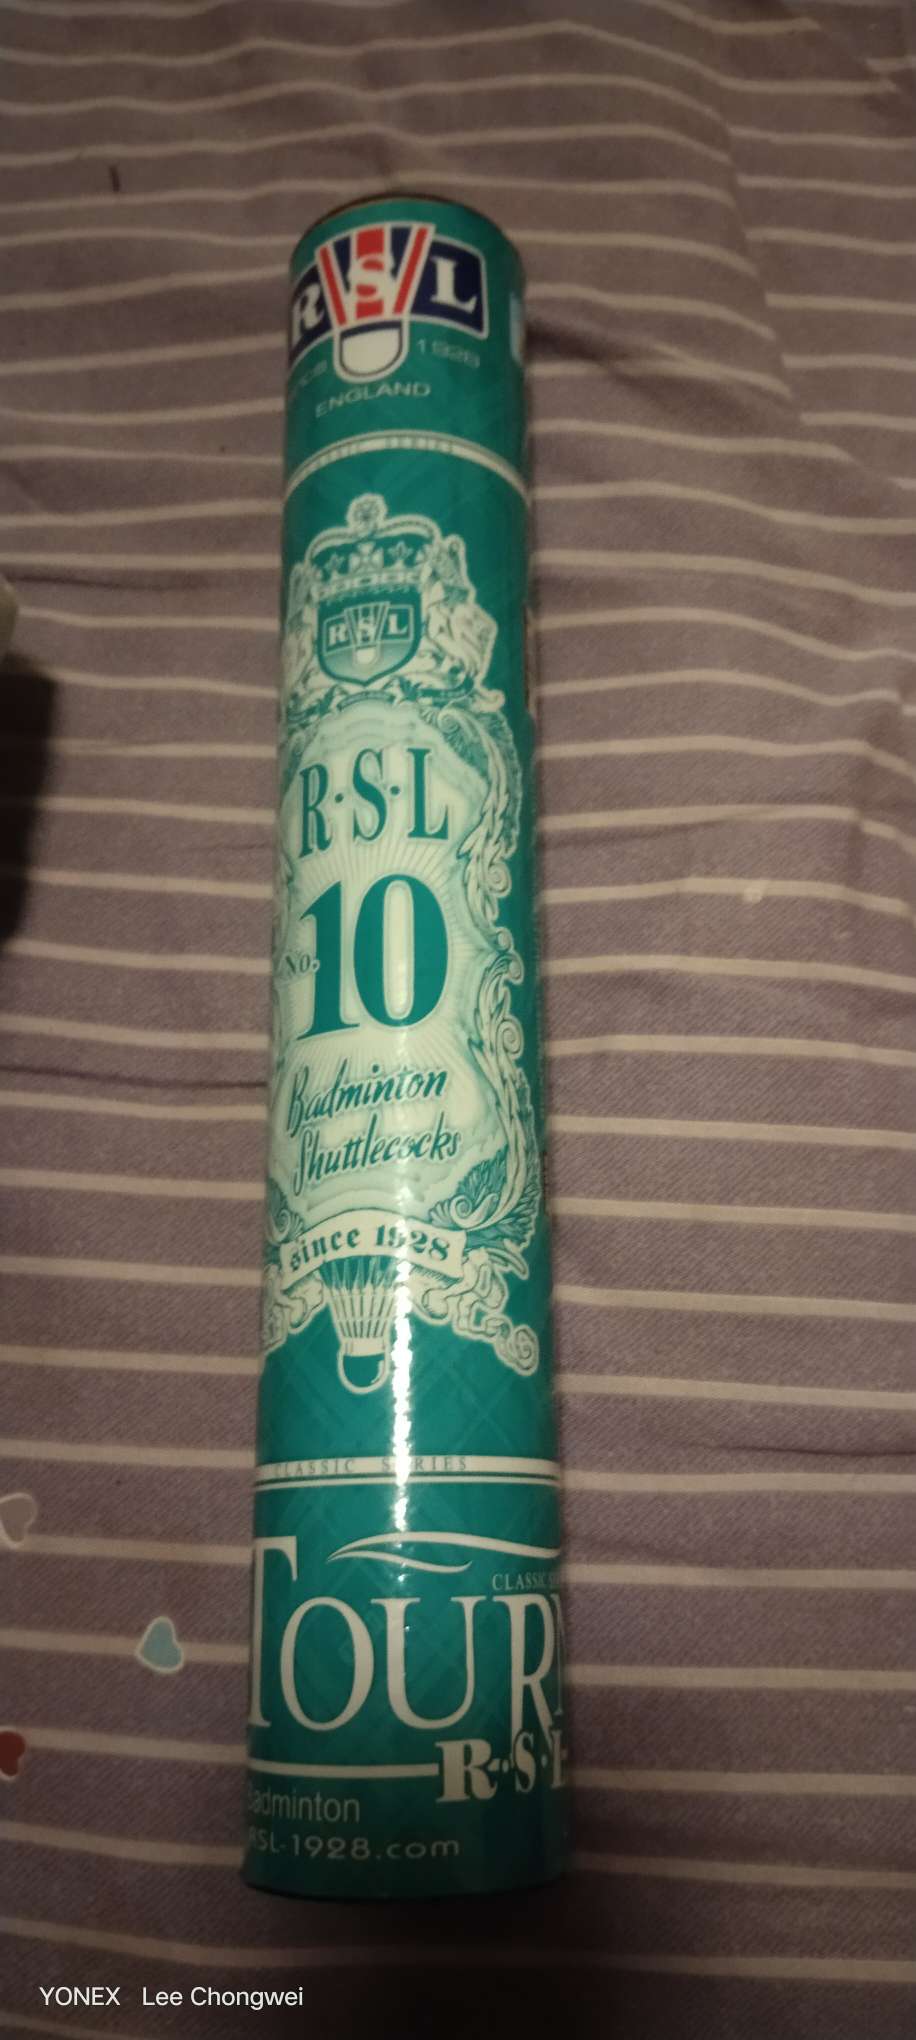 RSL
1928
ENGLAND
RSL
R·S·L
No.10
Badminton
Shuttlecocks
since 1928
CLASSIC SERIES
CLASSIC
TOURN
R·S·L
Badminton
RSL-1928.com
YONEX Lee Chongwei